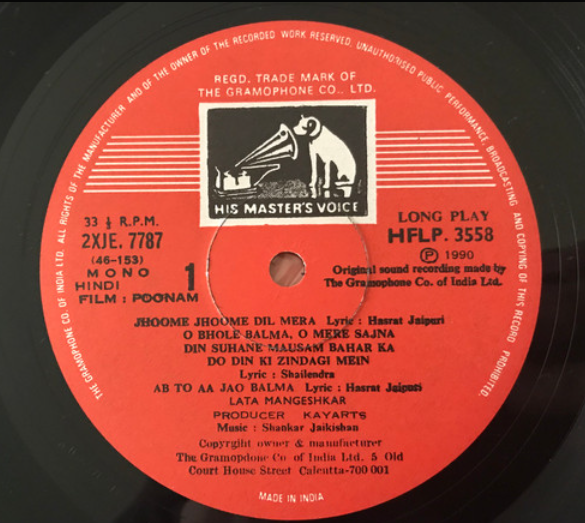 THE GRAMOPHONE CO. OF INDIA LTD. ALL RIGHTS OF THE MANUFACTURER AND OF THE OWNER OF THE RECORDED WORK RESERVED. UNAUTHORISED PUBLIC PERFORMANCE, BROADCASTING AND COPYING OF THIS RECORD PROHIBITED.
REGD. TRADE MARK OF
THE GRAMOPHONE CO., LTD.
HIS MASTER'S VOICE
33 ⅓ R.P.M.
2XJE. 7787
(46-153)
MONO
HINDI
FILM : POONAM
1
LONG PLAY
HFLP. 3558
Ⓟ 1990
Original sound recording made by
The Gramophone Co. of India Ltd.
JHOOME JHOOME DIL MERA Lyric : Hasrat Jaipuri
O BHOLE BALMA, O MERE SAJNA
DIN SUHANE MAUSAM BAHAR KA
DO DIN KI ZINDAGI MEIN
Lyric : Shailendra
AB TO AA JAO BALMA Lyric : Hasrat Jaipuri
LATA MANGESHKAR
PRODUCER KAYARTS
Music : Shankar Jaikishan
Copyrgiht owner & manufacturer
The Gramopdone Co of India Ltd. 5 Old
Court House Street Calcutta-700 001
MADE IN INDIA